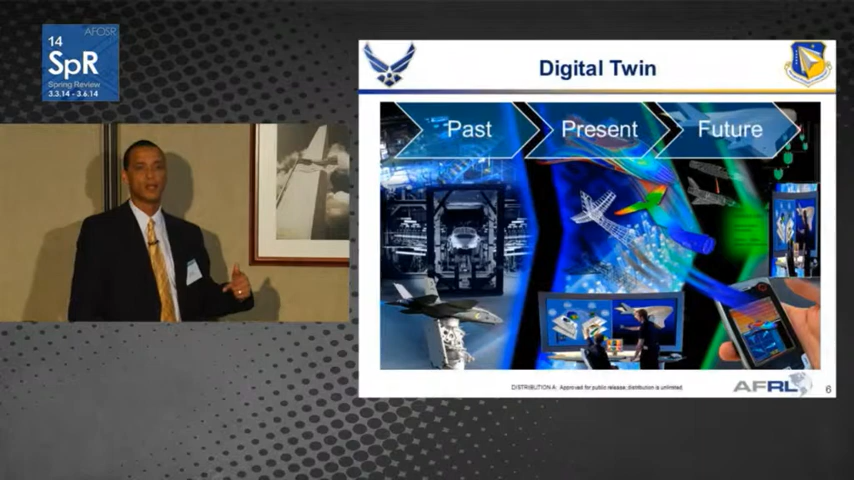 AFOSR
14
SpR
Spring Review
3.3.14 - 3.6.14
Digital Twin
Past
Present
Future
DISTRIBUTION A: Approved for public release; distribution is unlimited.
AFRL
6